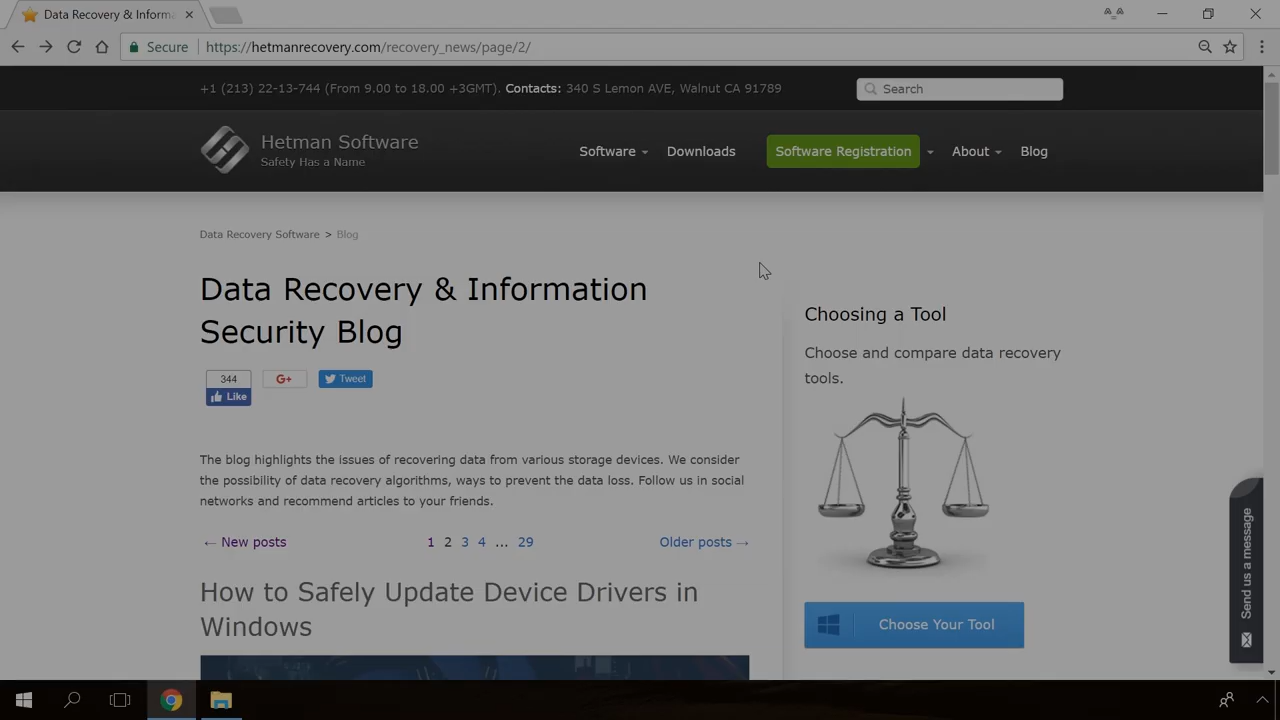 Data Recovery & Informa
Secure
https://hetmanrecovery.com/recovery_news/page/2/
+1 (213) 22-13-744 (From 9.00 to 18.00 +3GMT). Contacts: 340 S Lemon AVE, Walnut CA 91789
Search
Hetman Software
Safety Has a Name
Software
Downloads
Software Registration
About
Blog
Data Recovery Software > Blog
Data Recovery & Information
Security Blog
344
Like
G+
Tweet
The blog highlights the issues of recovering data from various storage devices. We consider
the possibility of data recovery algorithms, ways to prevent the data loss. Follow us in social
networks and recommend articles to your friends.
← New posts
1 2 3 4 ... 29
Older posts →
How to Safely Update Device Drivers in
Windows
Choosing a Tool
Choose and compare data recovery
tools.
Choose Your Tool
Send us a message